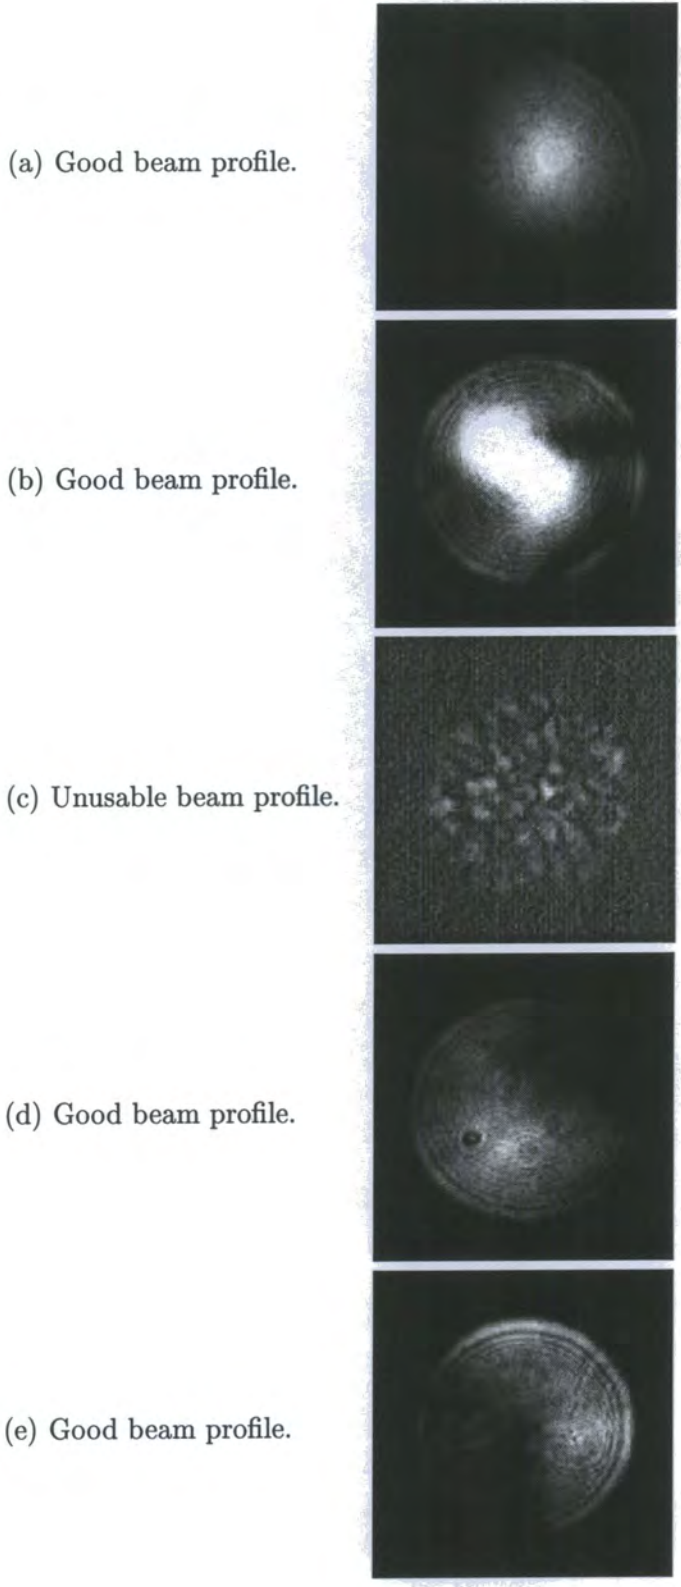 (a) Good beam profile.
(b) Good beam profile.
(c) Unusable beam profile.
(d) Good beam profile.
(e) Good beam profile.